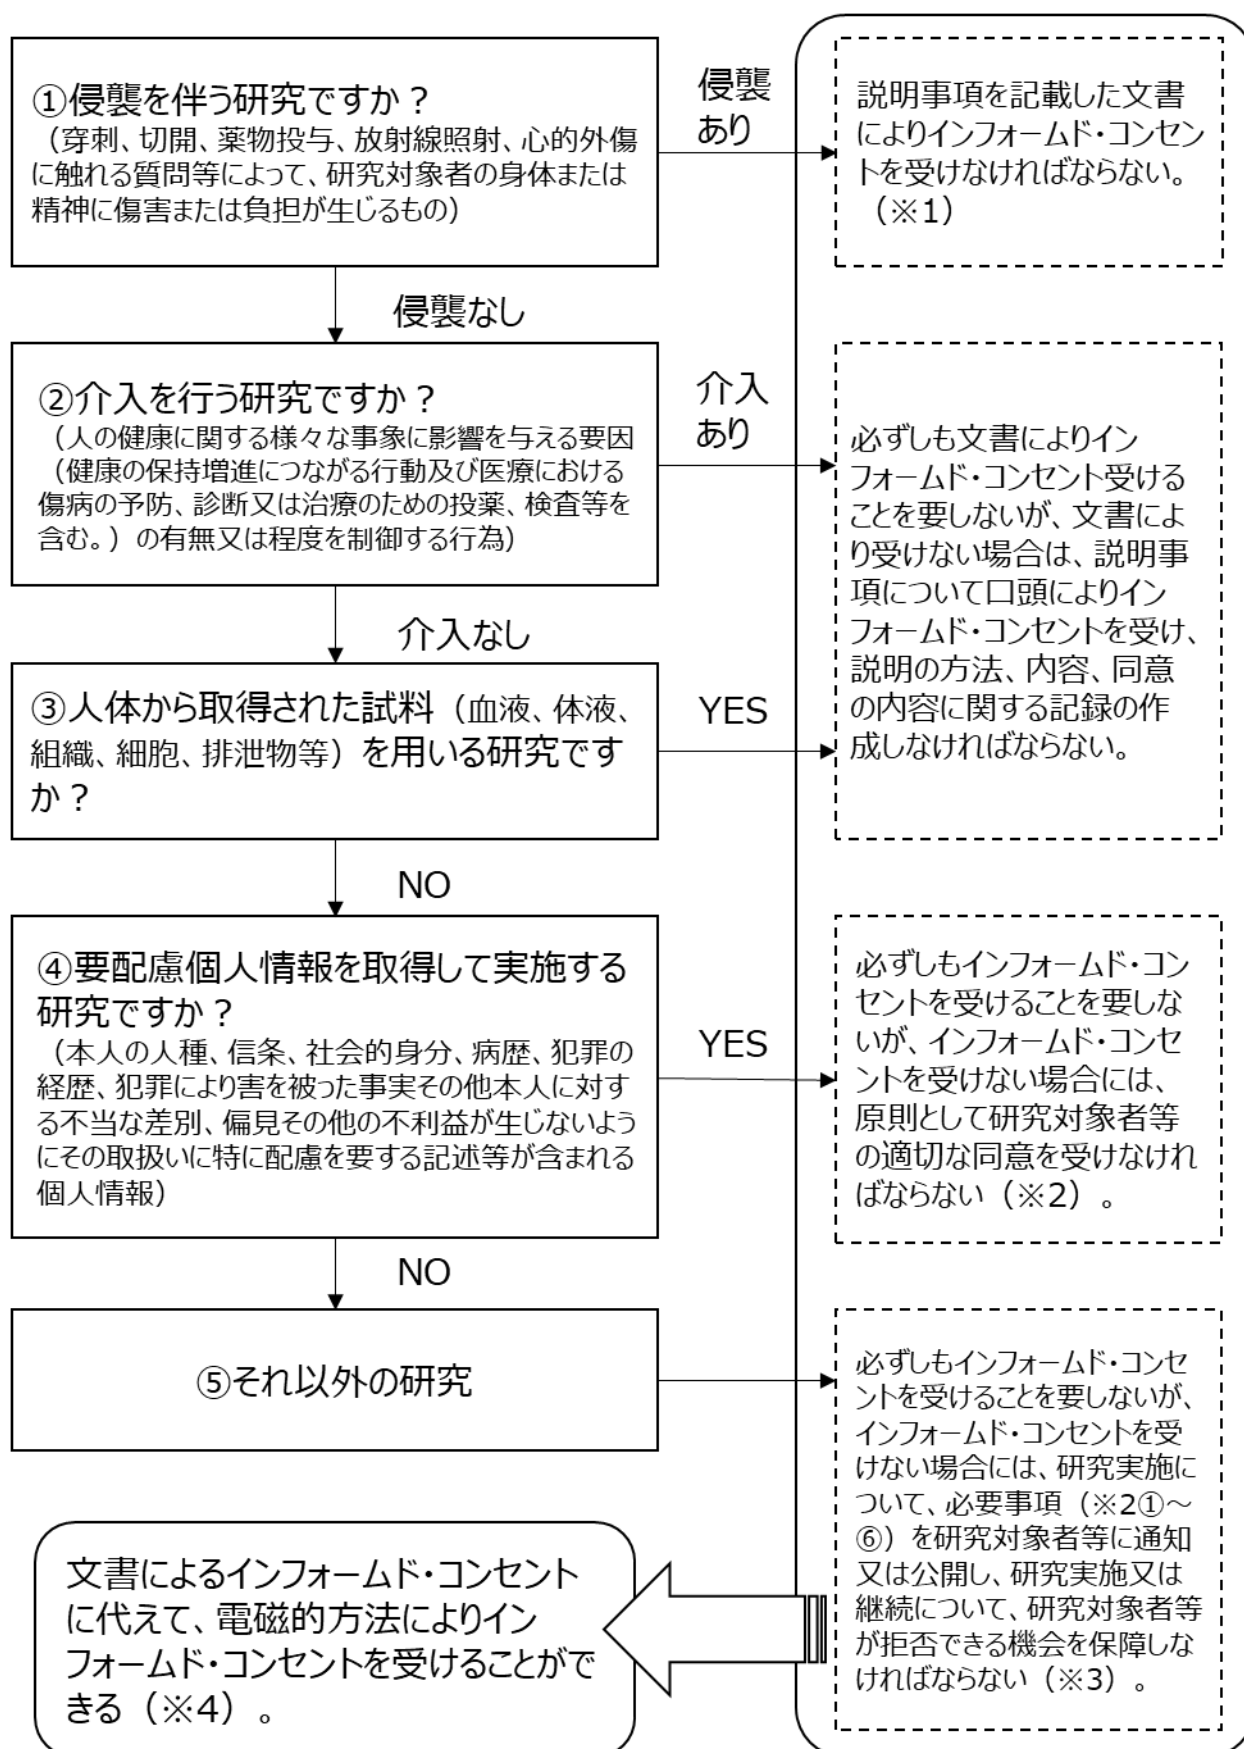 ①侵襲を伴う研究ですか？
（穿刺、切開、薬物投与、放射線照射、心的外傷
に触れる質問等によって、研究対象者の身体または
精神に傷害または負担が生じるもの）
侵襲
あり
説明事項を記載した文書
によりインフォームド・コンセン
トを受けなければならない。
（※1）
侵襲なし
②介入を行う研究ですか？
（人の健康に関する様々な事象に影響を与える要因
（健康の保持増進につながる行動及び医療における
傷病の予防、診断又は治療のための投薬、検査等を
含む。）の有無又は程度を制御する行為）
介入
あり
必ずしも文書によりイン
フォームド・コンセント受ける
ことを要しないが、文書によ
り受けない場合は、説明事
項について口頭によりイン
フォームド・コンセントを受け、
説明の方法、内容、同意
の内容に関する記録の作
成しなければならない。
介入なし
③人体から取得された試料（血液、体液、
組織、細胞、排泄物等）を用いる研究です
か？
YES
NO
④要配慮個人情報を取得して実施する
研究ですか？
（本人の人種、信条、社会的身分、病歴、犯罪の
経歴、犯罪により害を被った事実その他本人に対す
る不当な差別、偏見その他の不利益が生じないよう
にその取扱いに特に配慮を要する記述等が含まれる
個人情報）
YES
必ずしもインフォームド・コン
セントを受けることを要しな
いが、インフォームド・コンセ
ントを受けない場合には、
原則として研究対象者等
の適切な同意を受けなけれ
ばならない（※2）。
NO
⑤それ以外の研究
必ずしもインフォームド・コンセ
ントを受けることを要しないが、
インフォームド・コンセントを受
けない場合には、研究実施に
ついて、必要事項（※2①～
⑥）を研究対象者等に通知
又は公開し、研究実施又は
継続について、研究対象者等
が拒否できる機会を保障しな
ければならない（※3）。
文書によるインフォームド・コンセント
に代えて、電磁的方法によりイン
フォームド・コンセントを受けることがで
きる（※4）。